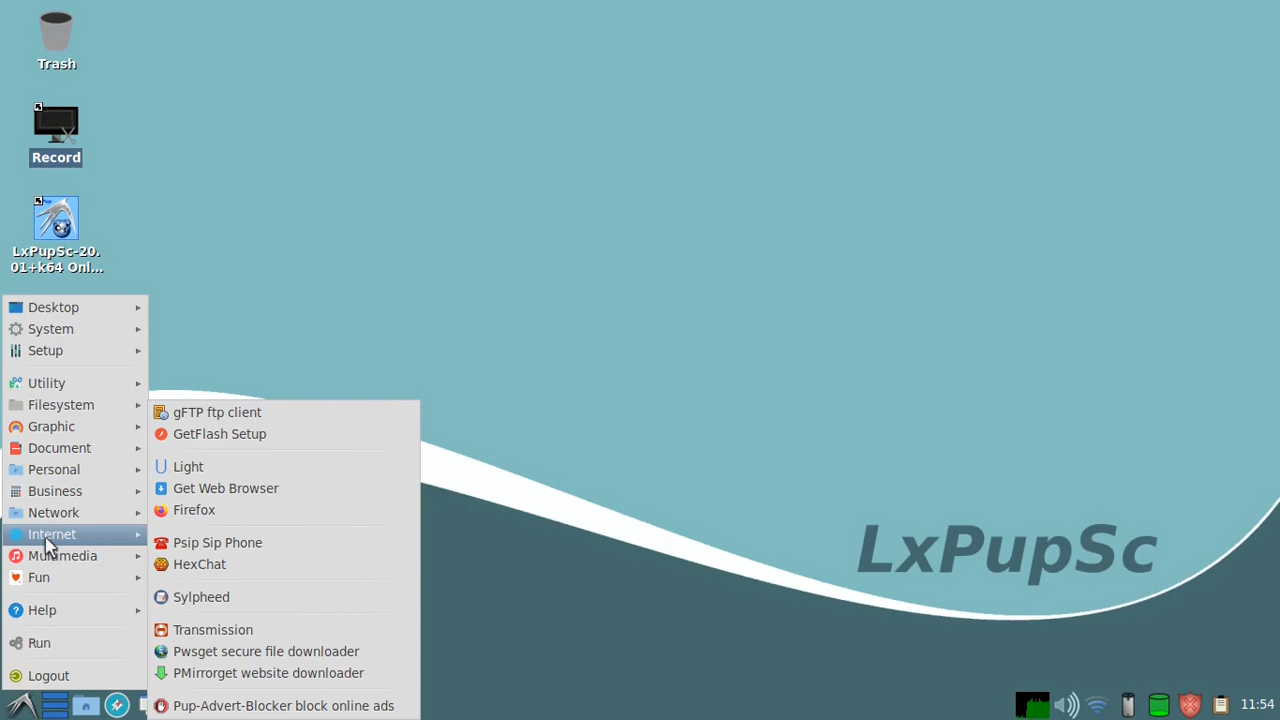 Trash
Record
LxPupSc-20.
01+k64 Onl...
Desktop
System
Setup
Utility
Filesystem
Graphic
Document
Personal
Business
Network
Internet
Multimedia
Fun
Help
Run
Logout
gFTP ftp client
GetFlash Setup
Light
Get Web Browser
Firefox
Psip Sip Phone
HexChat
Sylpheed
Transmission
Pwsget secure file downloader
PMirrorget website downloader
Pup-Advert-Blocker block online ads
LxPupSc
11:54